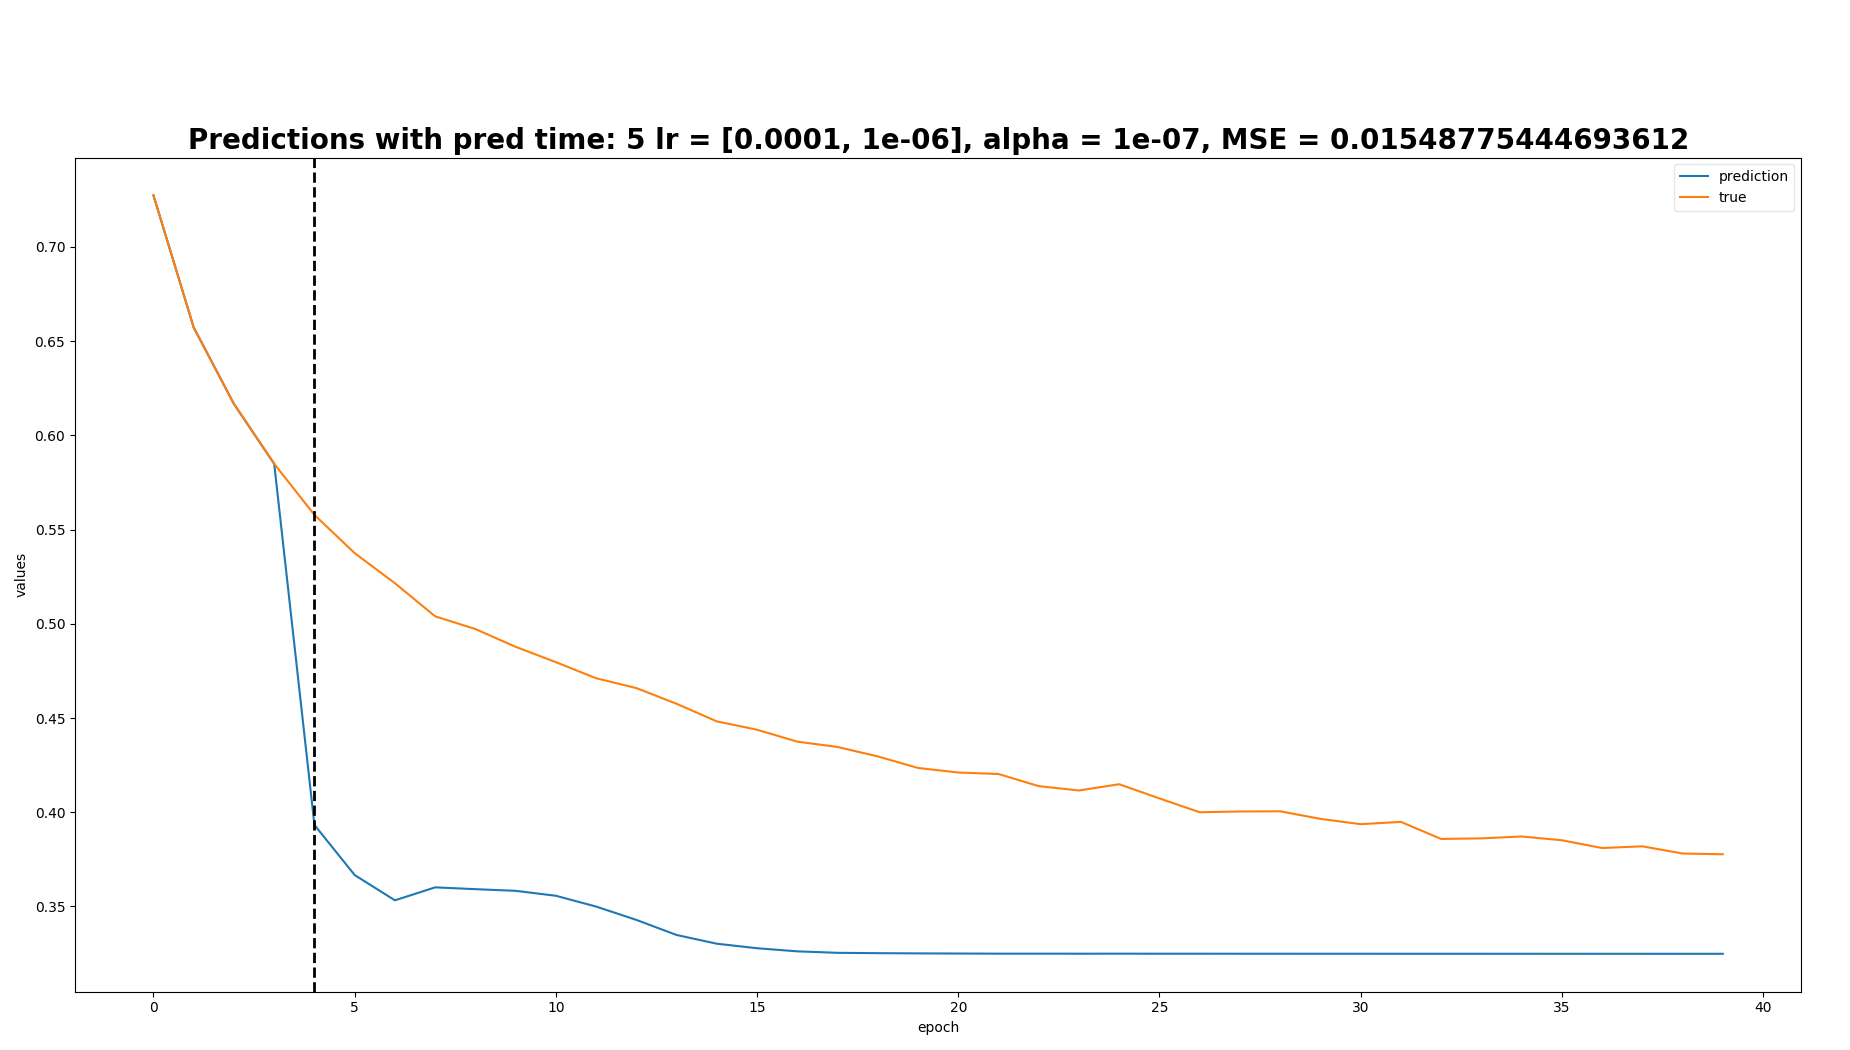 Predictions with pred time: 5 lr = [0.0001, 1e-06], alpha = 1e-07, MSE = 0.01548775444693612
prediction
true
0.70
0.65
0.60
0.55
0.50
0.45
0.40
0.35
values
0 5 10 15 20 25 30 35 40
epoch